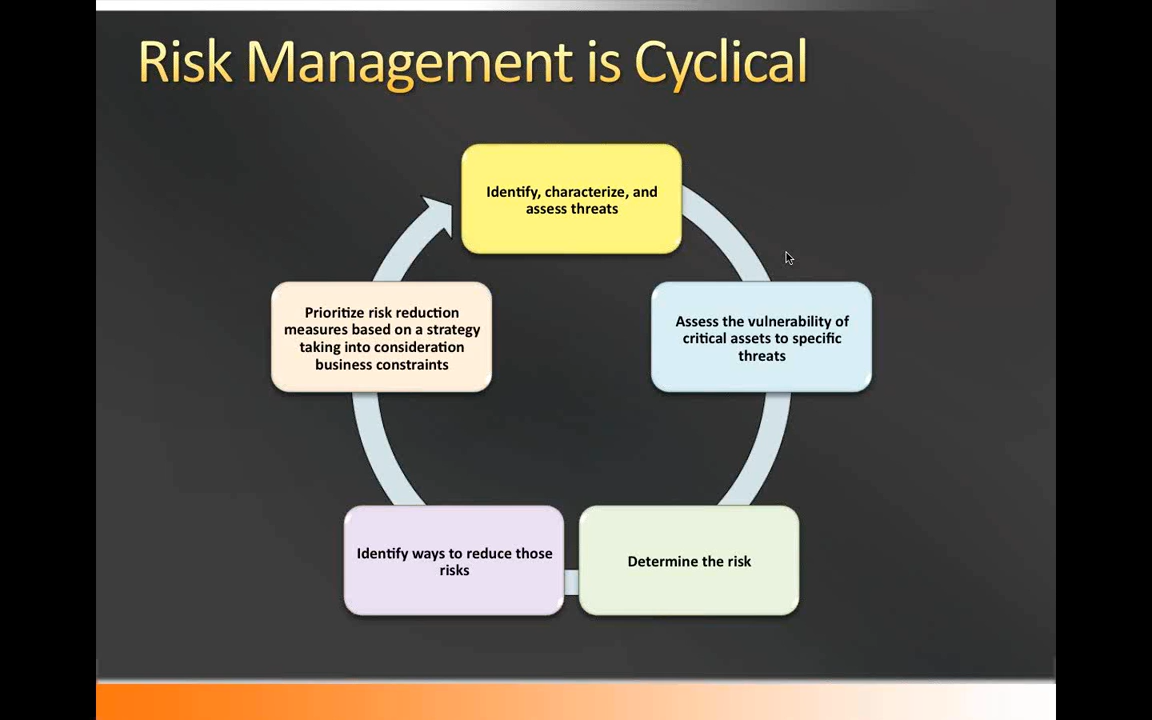 Risk Management is Cyclical
Identify, characterize, and
assess threats
Assess the vulnerability of
critical assets to specific
threats
Determine the risk
Identify ways to reduce those
risks
Prioritize risk reduction
measures based on a strategy
taking into consideration
business constraints